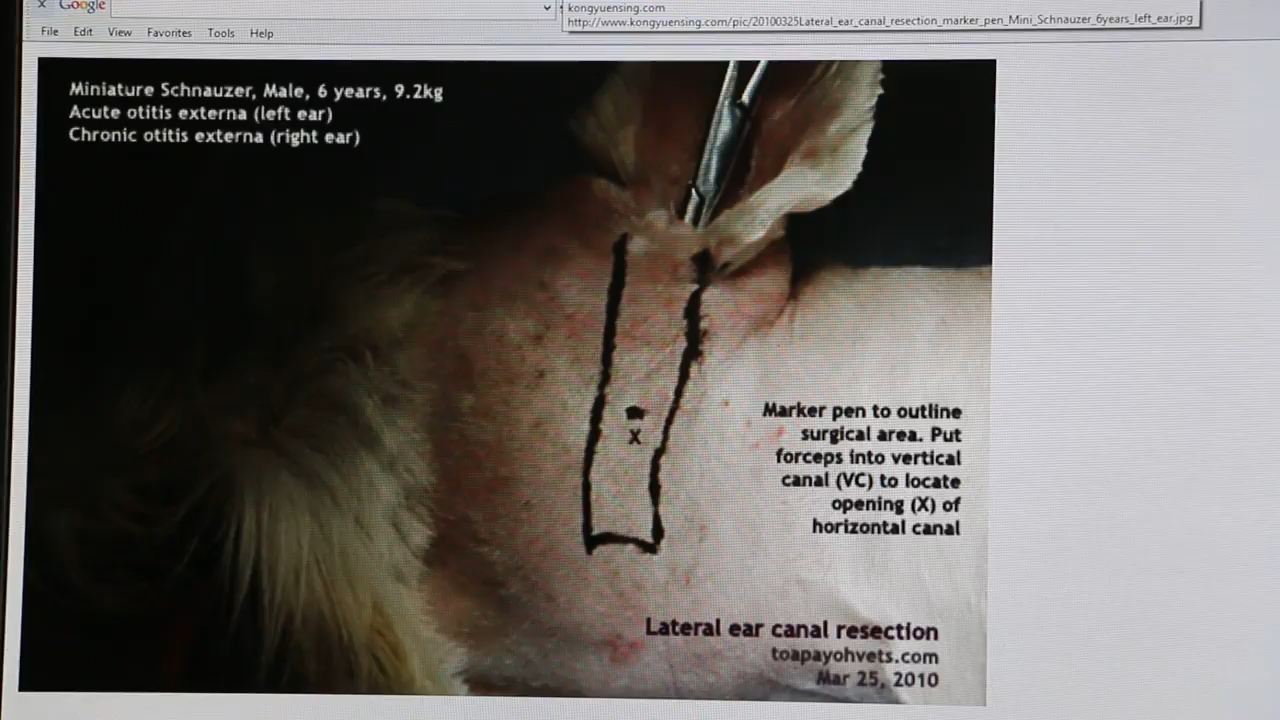 Google
kongyuensing.com
http://www.kongyuensing.com/pic/20100325Lateral_ear_canal_resection_marker_pen_Mini_Schnauzer_6years_left_ear.jpg
File Edit View Favorites Tools Help
Miniature Schnauzer, Male, 6 years, 9.2kg
Acute otitis externa (left ear)
Chronic otitis externa (right ear)
X
Marker pen to outline
surgical area. Put
forceps into vertical
canal (VC) to locate
opening (X) of
horizontal canal
Lateral ear canal resection
toapayohvets.com
Mar 25, 2010